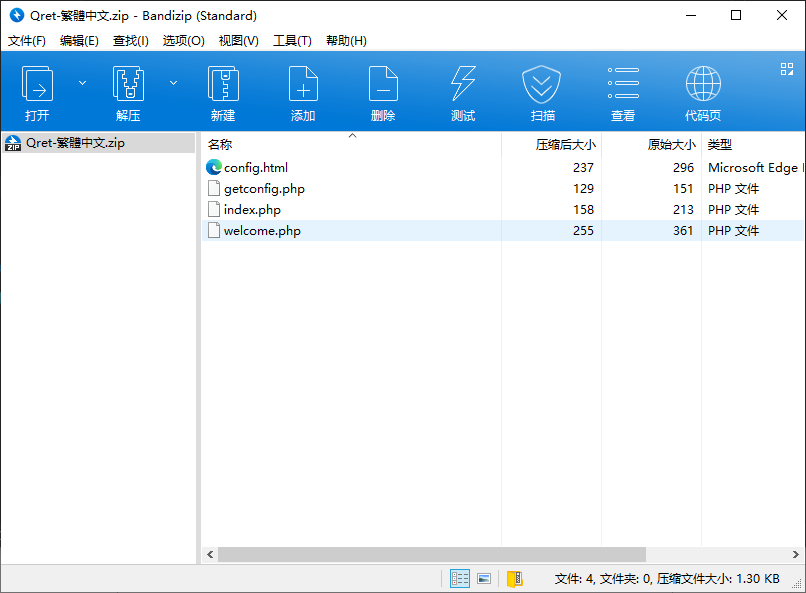 Qret-繁體中文.zip - Bandizip (Standard)
文件(F) 编辑(E) 查找(I) 选项(O) 视图(V) 工具(T) 帮助(H)
打开 解压 新建 添加 删除 测试 扫描 查看 代码页
Qret-繁體中文.zip
名称 压缩后大小 原始大小 类型
config.html 237 296 Microsoft Edge
getconfig.php 129 151 PHP 文件
index.php 158 213 PHP 文件
welcome.php 255 361 PHP 文件
文件: 4, 文件夹: 0, 压缩文件大小: 1.30 KB